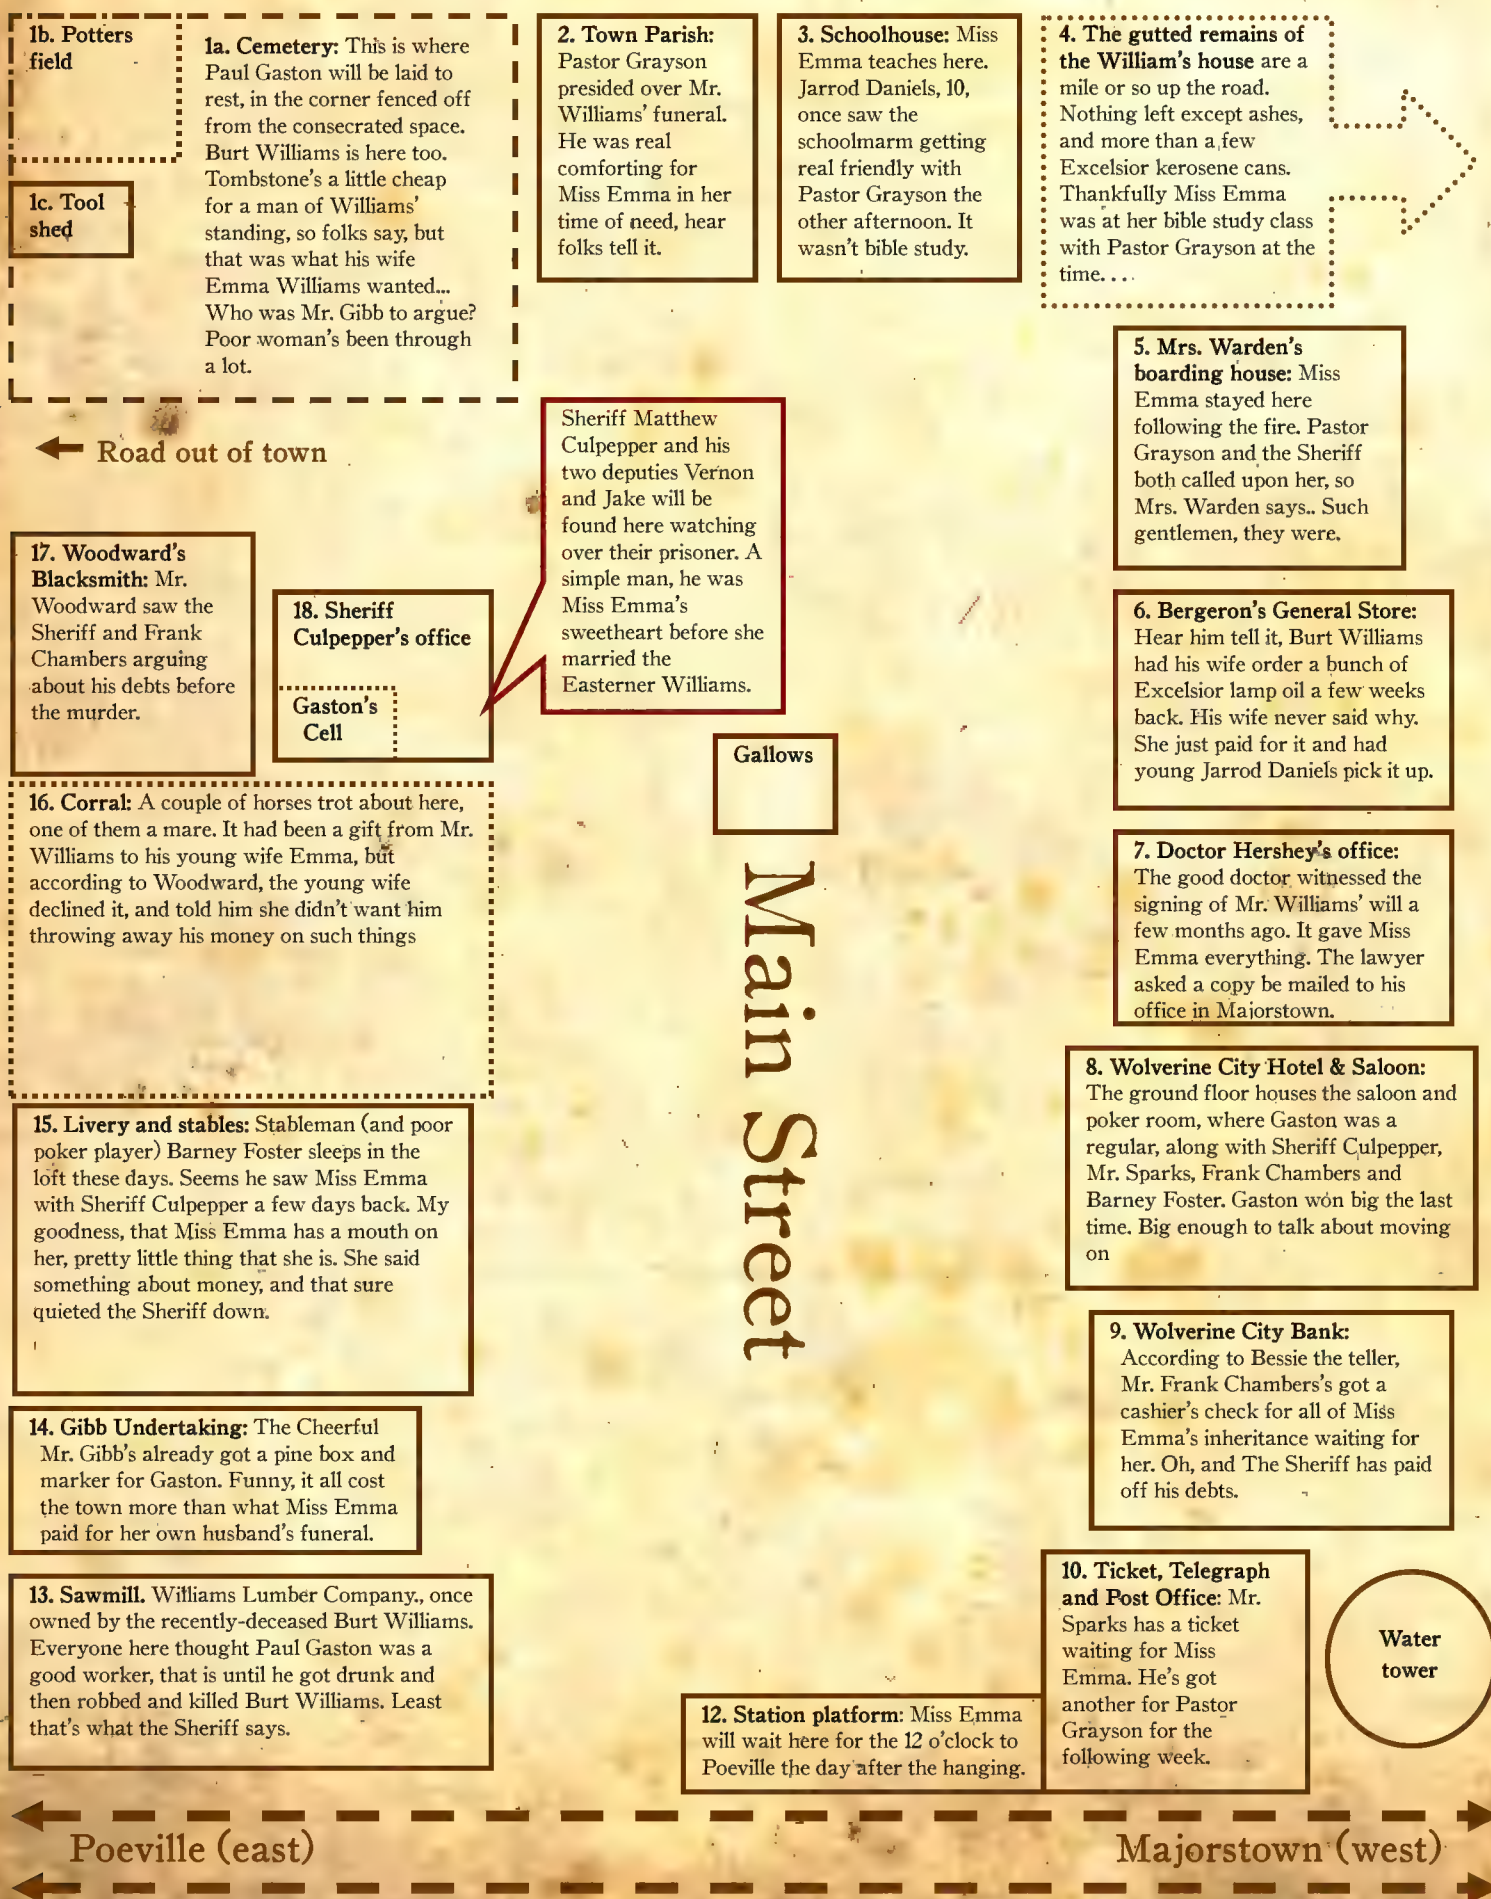 1b. Potters
field
1c. Tool
shed
1a. Cemetery: This is where
Paul Gaston will be laid to
rest, in the corner fenced off
from the consecrated space.
Burt Williams is here too.
Tombstone's a little cheap
for a man of Williams'
standing, so folks say, but
that was what his wife
Emma Williams wanted...
Who was Mr. Gibb to argue?
Poor woman's been through
a lot.
2. Town Parish:
Pastor Grayson
presided over Mr.
Williams' funeral.
He was real
comforting for
Miss Emma in her
time of need, hear
folks tell it.
3. Schoolhouse: Miss
Emma teaches here.
Jarrod Daniels, 10,
once saw the
schoolmarm getting
real friendly with
Pastor Grayson the
other afternoon. It
wasn't bible study.
4. The gutted remains of
the William's house are a
mile or so up the road.
Nothing left except ashes,
and more than a few
Excelsior kerosene cans.
Thankfully Miss Emma
was at her bible study class
with Pastor Grayson at the
time....
5. Mrs. Warden's
boarding house: Miss
Emma stayed here
following the fire. Pastor
Grayson and the Sheriff
both called upon her, so
Mrs. Warden says.. Such
gentlemen, they were.
Road out of town
Sheriff Matthew
Culpepper and his
two deputies Vernon
and Jake will be
found here watching
over their prisoner. A
simple man, he was
Miss Emma's
sweetheart before she
married the
Easterner Williams.
17. Woodward's
Blacksmith: Mr.
Woodward saw the
Sheriff and Frank
Chambers arguing
about his debts before
the murder.
18. Sheriff
Culpepper's office
Gaston's
Cell
6. Bergeron's General Store:
Hear him tell it, Burt Williams
had his wife order a bunch of
Excelsior lamp oil a few weeks
back. His wife never said why.
She just paid for it and had
young Jarrod Daniels pick it up.
Gallows
Main Street
16. Corral: A couple of horses trot about here,
one of them a mare. It had been a gift from Mr.
Williams to his young wife Emma, but
according to Woodward, the young wife
declined it, and told him she didn't want him
throwing away his money on such things
7. Doctor Hershey's office:
The good doctor witnessed the
signing of Mr. Williams' will a
few months ago. It gave Miss
Emma everything. The lawyer
asked a copy be mailed to his
office in Majorstown.
8. Wolverine City Hotel & Saloon:
The ground floor houses the saloon and
poker room, where Gaston was a
regular, along with Sheriff Culpepper,
Mr. Sparks, Frank Chambers and
Barney Foster. Gaston won big the last
time. Big enough to talk about moving
on
15. Livery and stables: Stableman (and poor
poker player) Barney Foster sleeps in the
loft these days. Seems he saw Miss Emma
with Sheriff Culpepper a few days back. My
goodness, that Miss Emma has a mouth on
her, pretty little thing that she is. She said
something about money, and that sure
quieted the Sheriff down.
9. Wolverine City Bank:
According to Bessie the teller,
Mr. Frank Chambers's got a
cashier's check for all of Miss
Emma's inheritance waiting for
her. Oh, and The Sheriff has paid
off his debts.
14. Gibb Undertaking: The Cheerful
Mr. Gibb's already got a pine box and
marker for Gaston. Funny, it all cost
the town more than what Miss Emma
paid for her own husband's funeral.
13. Sawmill. Williams Lumber Company., once
owned by the recently-deceased Burt Williams.
Everyone here thought Paul Gaston was a
good worker, that is until he got drunk and
then robbed and killed Burt Williams. Least
that's what the Sheriff says.
10. Ticket, Telegraph
and Post Office: Mr.
Sparks has a ticket
waiting for Miss
Emma. He's got
another for Pastor
Grayson for the
following week.
Water
tower
12. Station platform: Miss Emma
will wait here for the 12 o'clock to
Poeville the day after the hanging.
Poeville (east)
Majorstown (west)